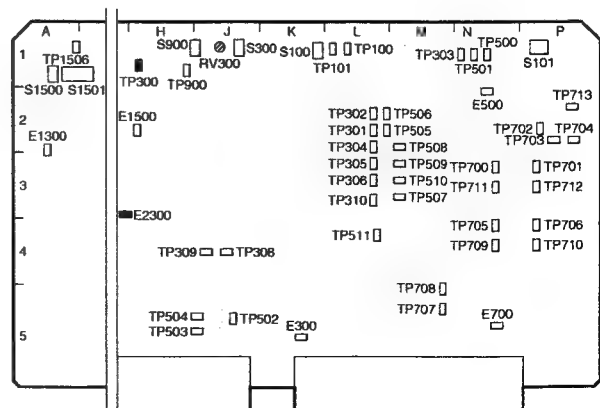 A H J K L M N P
1 S900 S300 S100 TP100 TP303 TP500 S101
TP1506 RV300 TP101 TP501
S1500 S1501 TP300 TP900
E500 TP713
2 E1500 TP302 TP506
E1300 TP301 TP505 TP702 TP704
TP703
TP304 TP508
TP305 TP509 TP700 TP701
3 TP306 TP510 TP711 TP712
TP310 TP507
E2300 TP705 TP706
TP511
4 TP309 TP308 TP709 TP710
TP708
TP707
TP504 TP502 E300 E700
5 TP503